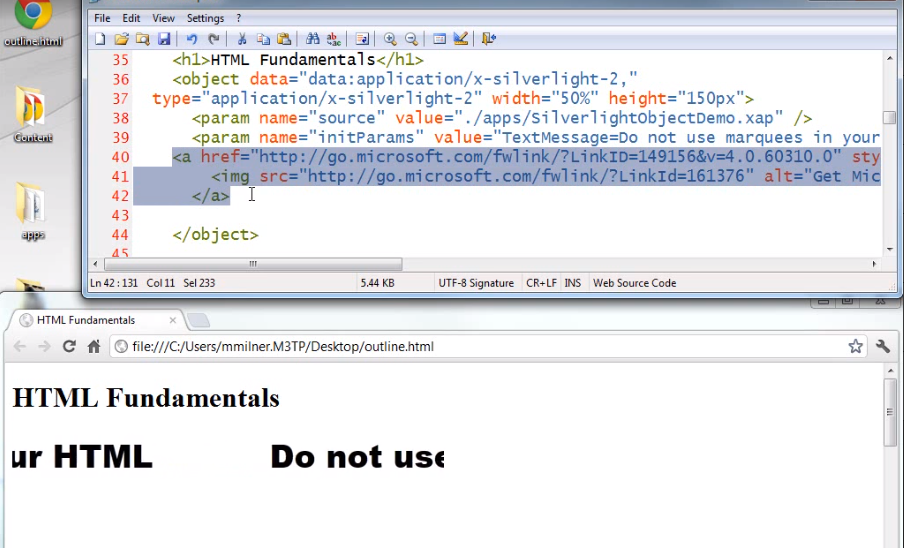 outline.html
Content
apps
File Edit View Settings ?
35 <h1>HTML Fundamentals</h1>
36 <object data="data:application/x-silverlight-2,"
37 type="application/x-silverlight-2" width="50%" height="150px">
38 <param name="source" value="./apps/SilverlightObjectDemo.xap" />
39 <param name="initParams" value="TextMessage=Do not use marquees in your
40 <a href="http://go.microsoft.com/fwlink/?LinkID=149156&v=4.0.60310.0" sty
41 <img src="http://go.microsoft.com/fwlink/?LinkId=161376" alt="Get Mic
42 </a>
43
44 </object>
45
Ln 42 : 131 Col 11 Sel 233 5.44 KB UTF-8 Signature CR+LF INS Web Source Code
HTML Fundamentals
file:///C:/Users/mmilner.M3TP/Desktop/outline.html
HTML Fundamentals
ur HTML Do not use